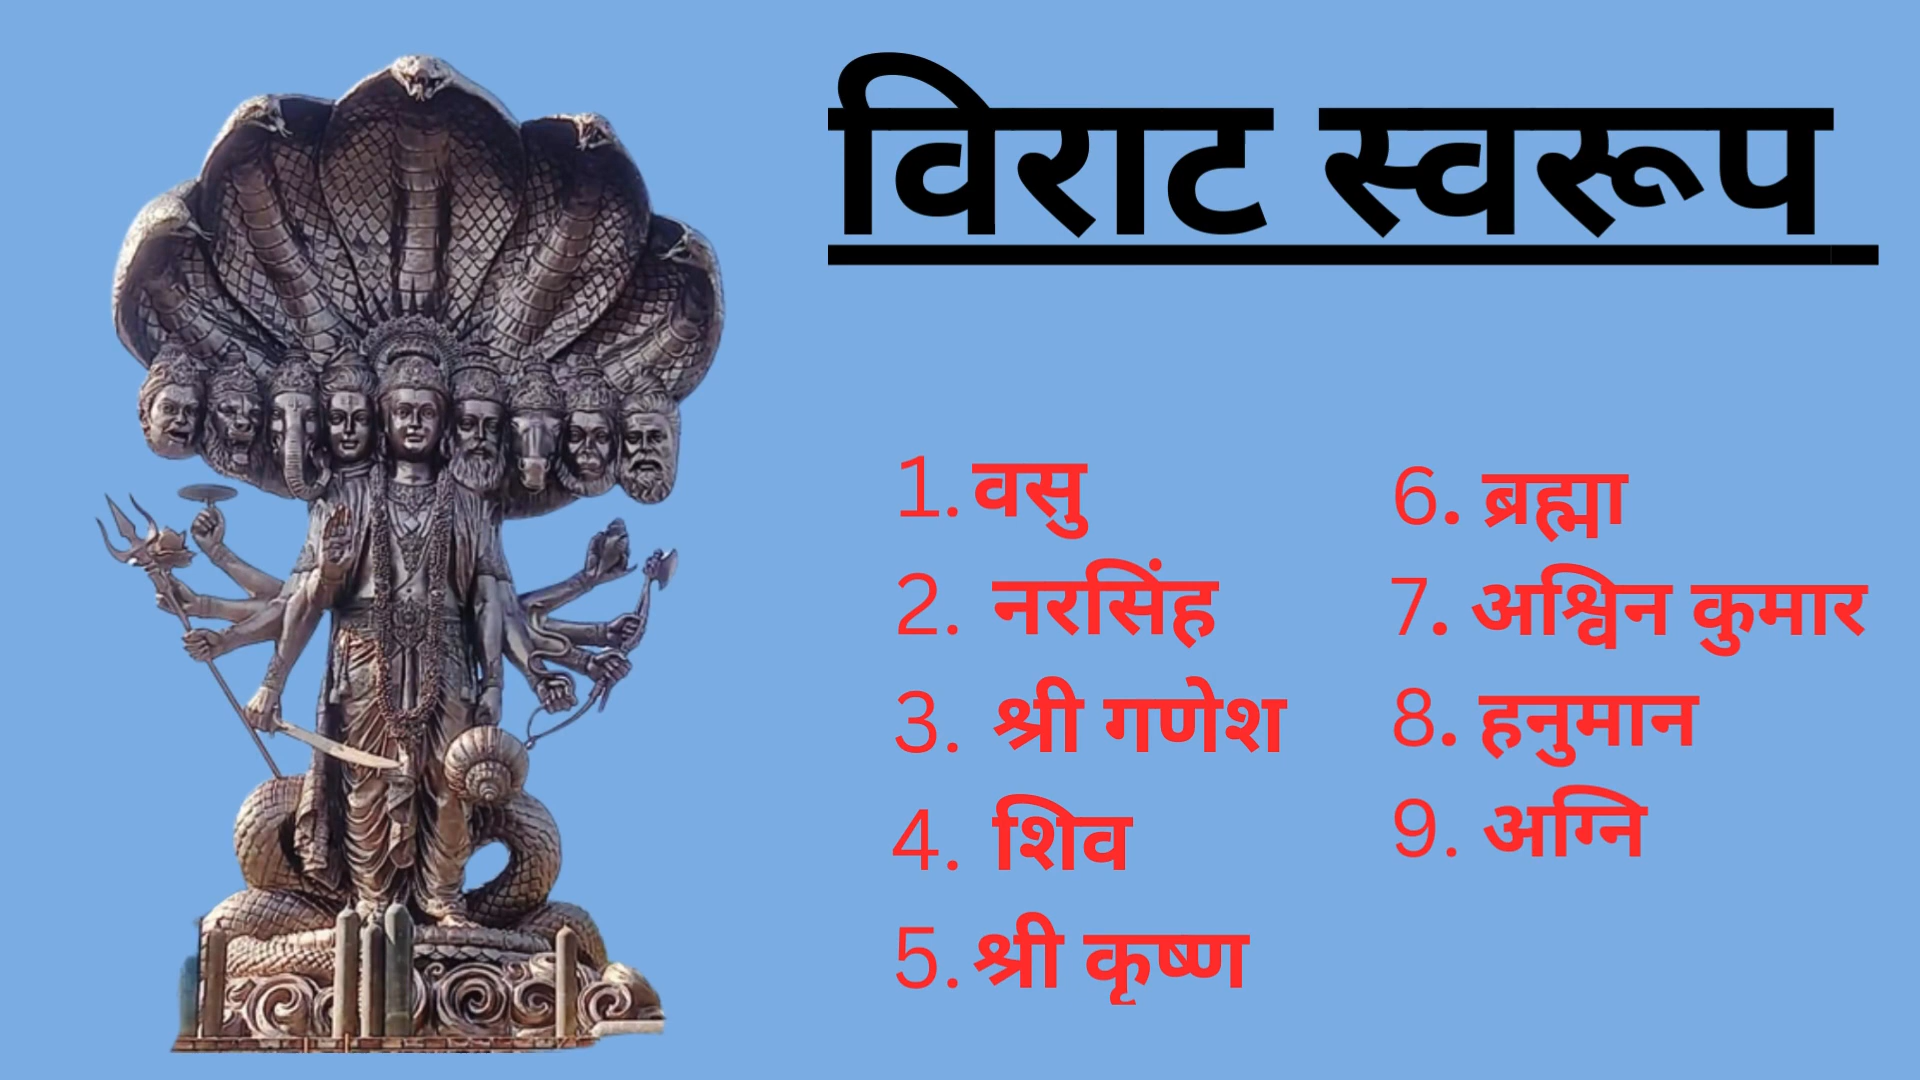 विराट स्वरूप
1. वसु
2. नरसिंह
3. श्री गणेश
4. शिव
5. श्री कृष्ण
6. ब्रह्मा
7. अश्विन कुमार
8. हनुमान
9. अग्नि